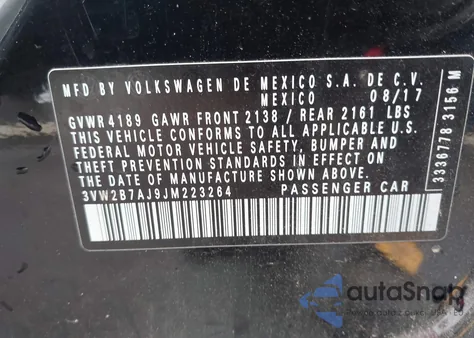 MFD BY VOLKSWAGEN DE MEXICO S.A. DE C.V.
MEXICO 08/17
GVWR 4189 GAWR FRONT 2138 / REAR 2161 LBS
THIS VEHICLE CONFORMS TO ALL APPLICABLE U.S.
FEDERAL MOTOR VEHICLE SAFETY, BUMPER AND
THEFT PREVENTION STANDARDS IN EFFECT ON
THE DATE OF MANUFACTURE SHOWN ABOVE.
3VW2B7AJ9JM223264 PASSENGER CAR
3336778 3156 M
autoSnap